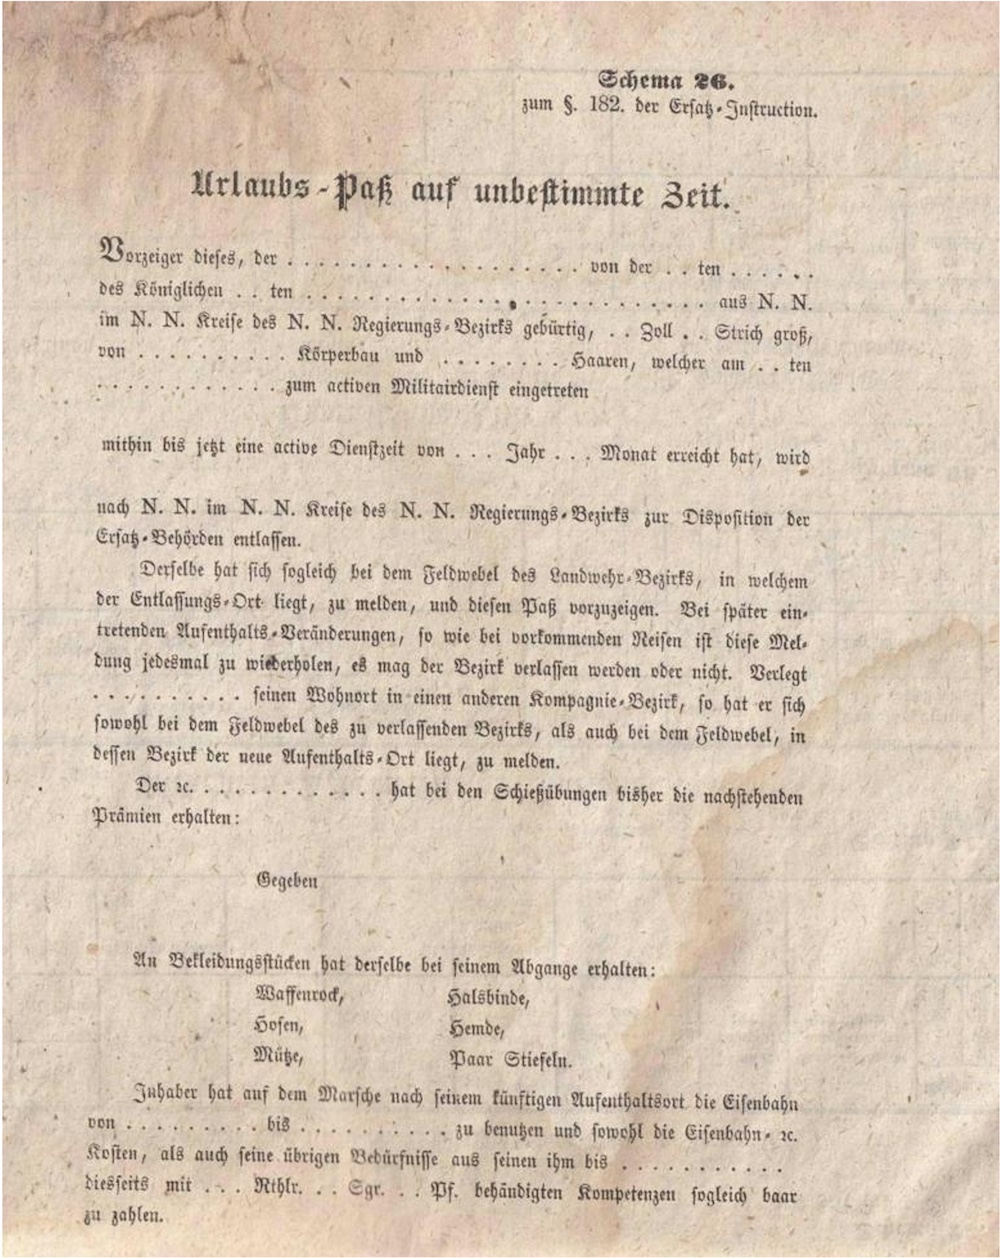 Schema 26.
zum §. 182. der Ersatz-Instruction.
Urlaubs-Paß auf unbestimmte Zeit.
Vorzeiger dieses, der . . . . . . . . . . . . . . . . . . . von der . . ten . . . . . .
des Königlichen . . ten . . . . . . . . . . . . . . . . . . . . . . . . . . . aus N. N.
im N. N. Kreise des N. N. Regierungs-Bezirks gebürtig, . . Zoll . . Strich groß,
von . . . . . . . . . . Körperbau und . . . . . . . . Haaren, welcher am . . ten
. . . . . . . . . . . . zum activen Militairdienst eingetreten
mithin bis jetzt eine active Dienstzeit von . . . Jahr . . . Monat erreicht hat, wird
nach N. N. im N. N. Kreise des N. N. Regierungs-Bezirks zur Disposition der
Ersatz-Behörden entlassen.
Derselbe hat sich sogleich bei dem Feldwebel des Landwehr-Bezirks, in welchem
der Entlassungs-Ort liegt, zu melden, und diesen Paß vorzuzeigen. Bei später ein-
tretenden Aufenthalts-Veränderungen, so wie bei vorkommenden Reisen ist diese Mel-
dung jedesmal zu wiederholen, es mag der Bezirk verlassen werden oder nicht. Verlegt
. . . . . . . . . . seinen Wohnort in einen anderen Kompagnie-Bezirk, so hat er sich
sowohl bei dem Feldwebel des zu verlassenden Bezirks, als auch bei dem Feldwebel, in
dessen Bezirk der neue Aufenthalts-Ort liegt, zu melden.
Der ꝛc. . . . . . . . . . . . . hat bei den Schießübungen bisher die nachstehenden
Prämien erhalten:
Gegeben
An Bekleidungsstücken hat derselbe bei seinem Abgange erhalten:
Waffenrock, Halsbinde,
Hosen, Hemde,
Mütze, Paar Stiefeln.
Inhaber hat auf dem Marsche nach seinem künftigen Aufenthaltsort die Eisenbahn
von . . . . . . . . . bis . . . . . . . . . . zu benutzen und sowohl die Eisenbahn- ꝛc.
Kosten, als auch seine übrigen Bedürfnisse aus seinen ihm bis . . . . . . . . . . .
diesseits mit . . . Rthlr. . . Sgr. . . Pf. behändigten Kompetenzen sogleich baar
zu zahlen.